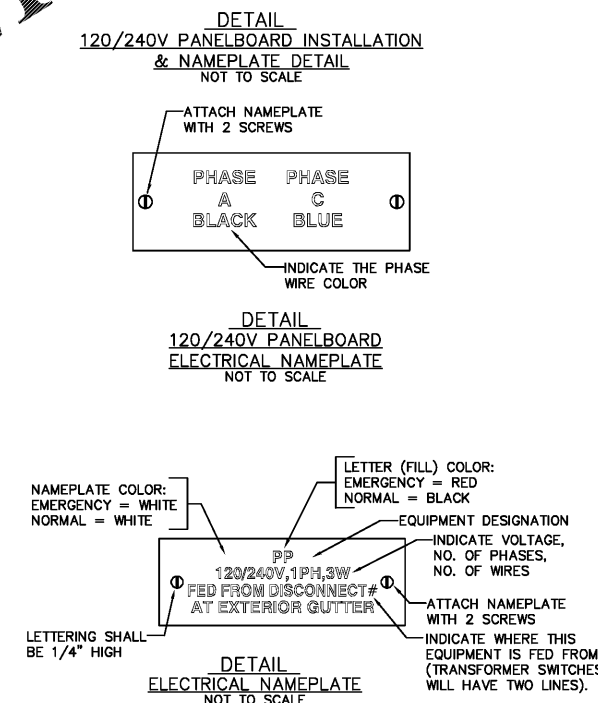 DETAIL
120/240V PANELBOARD INSTALLATION
& NAMEPLATE DETAIL
NOT TO SCALE
ATTACH NAMEPLATE
WITH 2 SCREWS
PHASE PHASE
A C
BLACK BLUE
INDICATE THE PHASE
WIRE COLOR
DETAIL
120/240V PANELBOARD
ELECTRICAL NAMEPLATE
NOT TO SCALE
LETTER (FILL) COLOR:
EMERGENCY = RED
NORMAL = BLACK
NAMEPLATE COLOR:
EMERGENCY = WHITE
NORMAL = WHITE
EQUIPMENT DESIGNATION
INDICATE VOLTAGE,
NO. OF PHASES,
NO. OF WIRES
PP
120/240V,1PH,3W
FED FROM DISCONNECT#
AT EXTERIOR GUTTER
ATTACH NAMEPLATE
WITH 2 SCREWS
LETTERING SHALL
BE 1/4" HIGH
INDICATE WHERE THIS
EQUIPMENT IS FED FROM
(TRANSFORMER SWITCHES
WILL HAVE TWO LINES).
DETAIL
ELECTRICAL NAMEPLATE
NOT TO SCALE